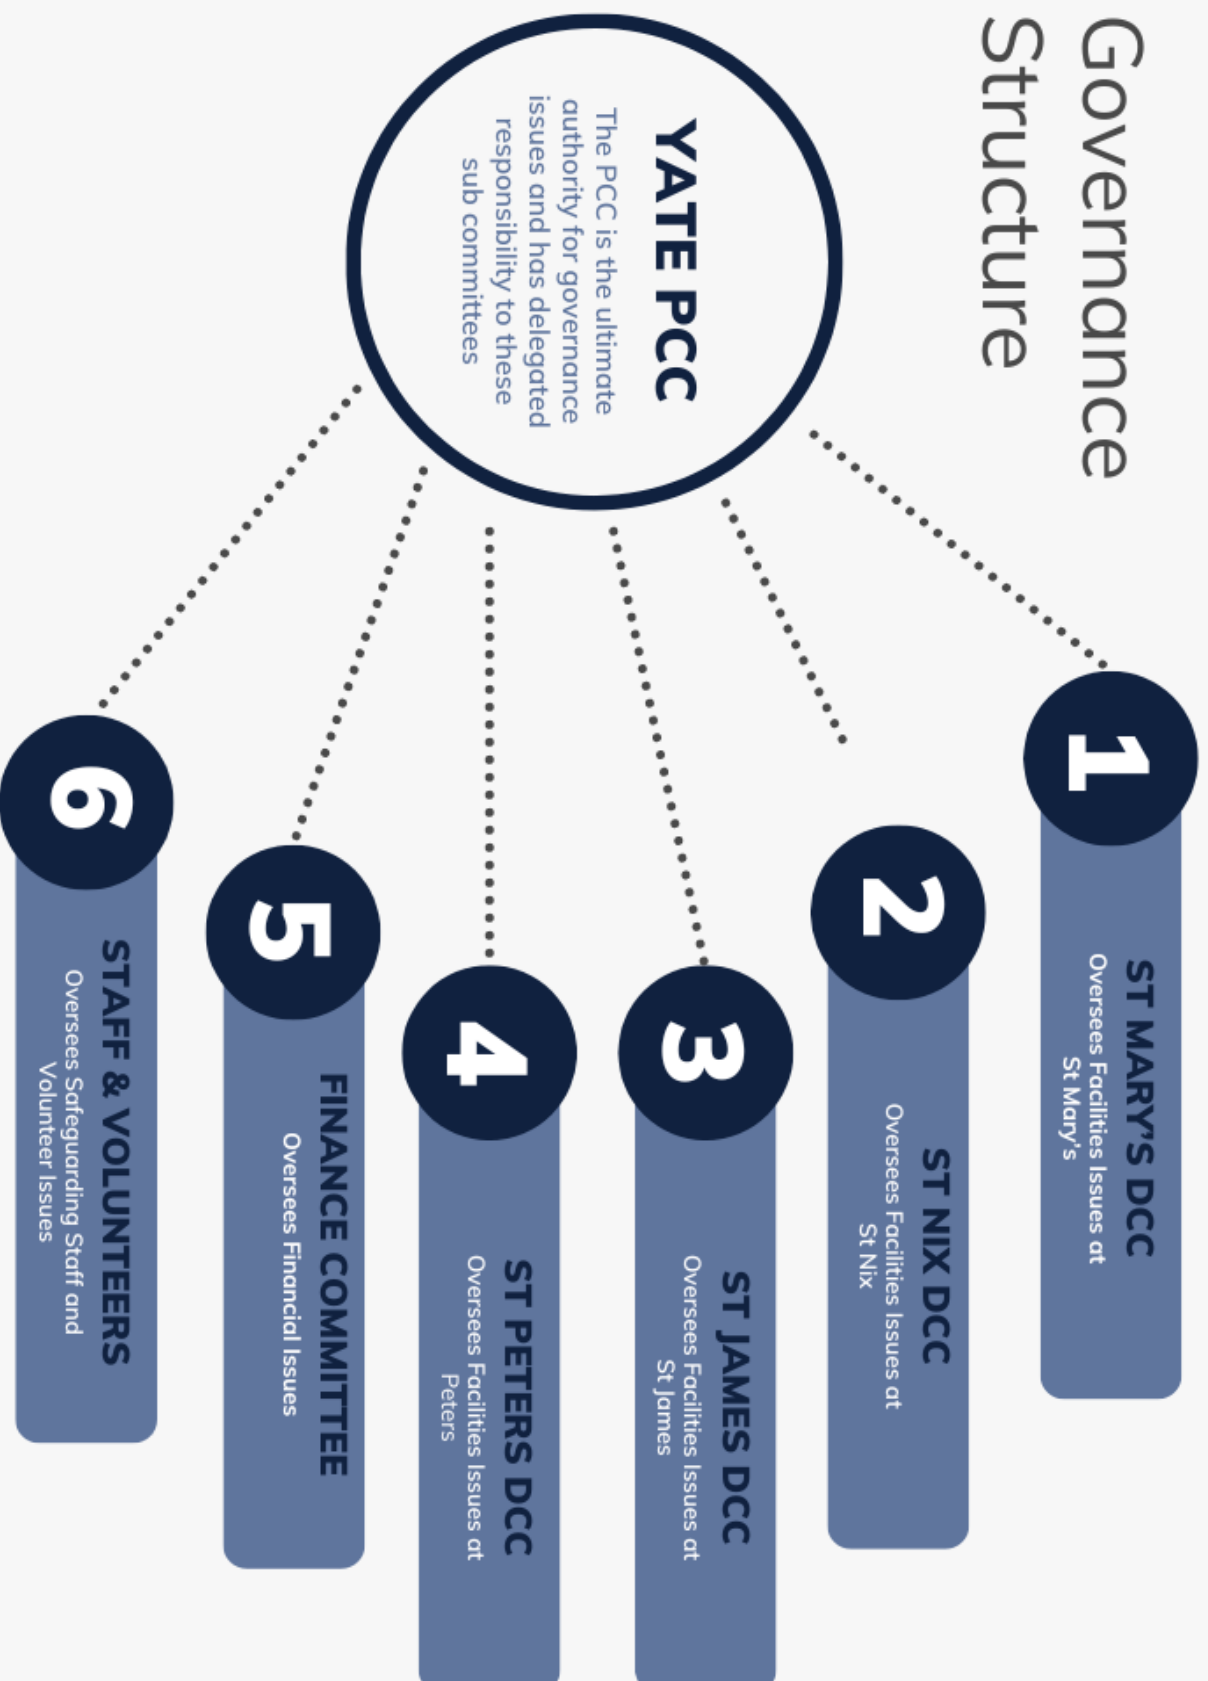 Governance
Structure
YATE PCC
The PCC is the ultimate
authority for governance
issues and has delegated
responsibility to these
sub committees
1
ST MARY'S DCC
Oversees Facilities Issues at
St Mary's
2
ST NIX DCC
Oversees Facilities Issues at
St Nix
3
ST JAMES DCC
Oversees Facilities Issues at
St James
4
ST PETERS DCC
Oversees Facilities Issues at
Peters
5
FINANCE COMMITTEE
Oversees Financial Issues
6
STAFF & VOLUNTEERS
Oversees Safeguarding Staff and
Volunteer Issues